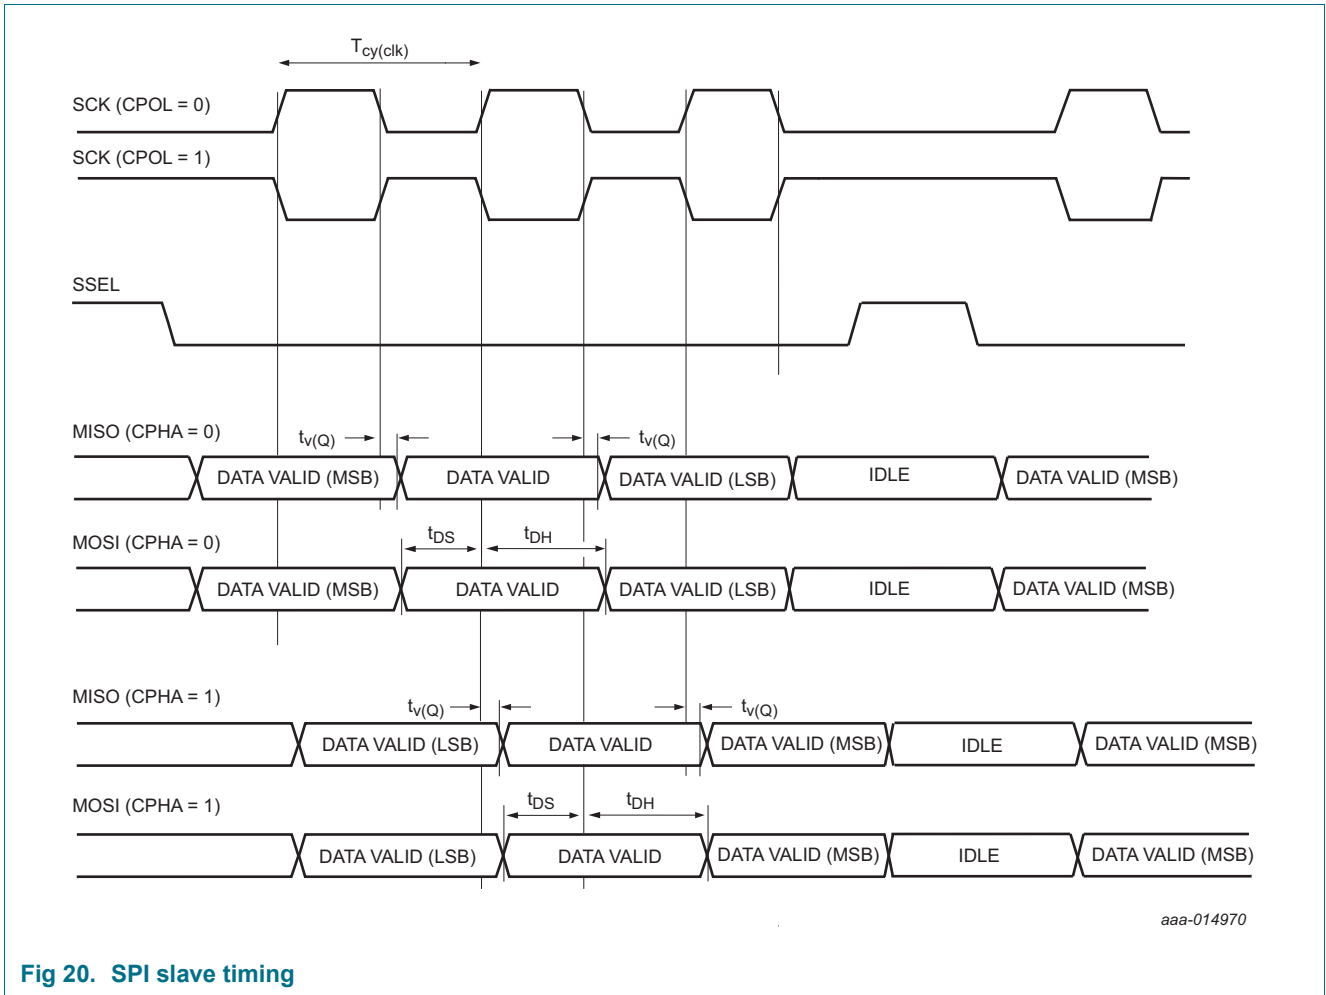 Tcy(clk)
SCK (CPOL = 0)
SCK (CPOL = 1)
SSEL
MISO (CPHA = 0)
tv(Q) tv(Q)
DATA VALID (MSB) DATA VALID DATA VALID (LSB) IDLE DATA VALID (MSB)
MOSI (CPHA = 0)
tDS tDH
DATA VALID (MSB) DATA VALID DATA VALID (LSB) IDLE DATA VALID (MSB)
MISO (CPHA = 1)
tv(Q) tv(Q)
DATA VALID (LSB) DATA VALID DATA VALID (MSB) IDLE DATA VALID (MSB)
MOSI (CPHA = 1)
tDS tDH
DATA VALID (LSB) DATA VALID DATA VALID (MSB) IDLE DATA VALID (MSB)
aaa-014970
Fig 20. SPI slave timing